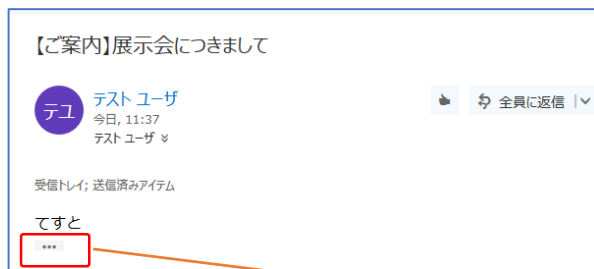 【ご案内】展示会につきまして
テユ
テスト ユーザ
全員に返信
今日, 11:37
テスト ユーザ
受信トレイ; 送信済みアイテム
てすと
...